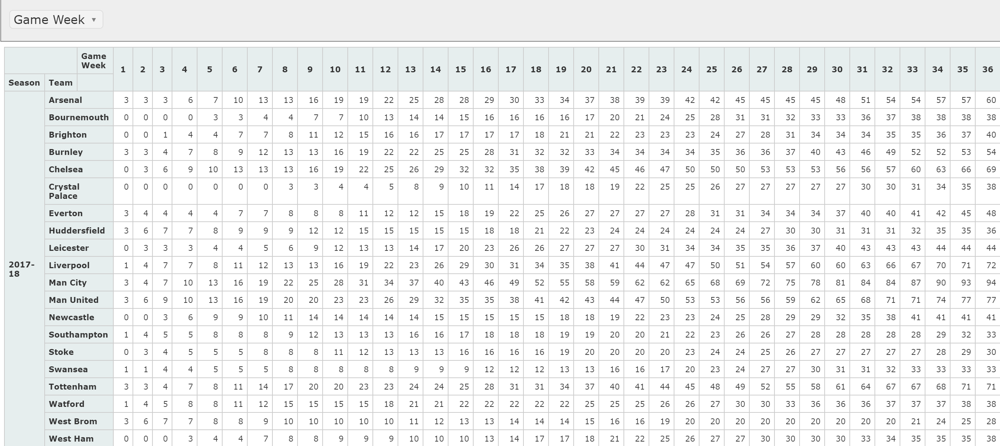 Game Week ▼
Game
Week 1 2 3 4 5 6 7 8 9 10 11 12 13 14 15 16 17 18 19 20 21 22 23 24 25 26 27 28 29 30 31 32 33 34 35 36
Season Team
Arsenal 3 3 3 6 7 10 13 13 16 19 19 22 25 28 28 29 30 33 34 37 38 39 39 42 42 45 45 45 45 48 51 54 54 57 57 60
Bournemouth 0 0 0 0 3 3 4 4 7 7 10 13 14 14 15 16 16 16 16 17 20 21 24 25 28 31 31 32 33 33 36 37 38 38 38 38
Brighton 0 0 1 4 4 7 7 8 11 12 15 16 16 17 17 17 17 18 21 21 22 23 23 23 24 27 28 31 34 34 34 35 35 36 37 40
Burnley 3 3 4 7 8 9 12 13 13 16 19 22 22 25 25 28 31 32 32 33 34 34 34 34 35 36 36 37 40 43 46 49 52 52 53 54
Chelsea 0 3 6 9 10 13 13 13 16 19 22 25 26 29 32 32 35 38 39 42 45 46 47 50 50 50 53 53 53 56 56 57 60 63 66 69
Crystal
Palace 0 0 0 0 0 0 0 3 3 4 4 5 8 9 10 11 14 17 18 18 19 22 25 25 26 27 27 27 27 27 30 30 31 34 35 38
Everton 3 4 4 4 4 7 7 8 8 8 11 12 12 15 18 19 22 25 26 27 27 27 27 28 31 31 34 34 34 37 40 40 41 42 45 48
Huddersfield 3 6 7 7 8 9 9 9 12 12 15 15 15 15 15 18 18 21 22 23 24 24 24 24 24 24 27 30 30 31 31 31 32 35 35 36
Leicester 0 3 3 3 4 4 5 6 9 12 13 13 14 17 20 23 26 26 27 27 27 30 31 34 34 35 35 36 37 40 43 43 43 44 44 44
2017-
18
Liverpool 1 4 7 7 8 11 12 13 13 16 19 22 23 26 29 30 31 34 35 38 41 44 47 47 50 51 54 57 60 60 63 66 67 70 71 72
Man City 3 4 7 10 13 16 19 22 25 28 31 34 37 40 43 46 49 52 55 58 59 62 62 65 68 69 72 75 78 81 84 84 87 90 93 94
Man United 3 6 9 10 13 16 19 20 20 23 23 26 29 32 35 35 38 41 42 43 44 47 50 53 53 56 56 59 62 65 68 71 71 74 77 77
Newcastle 0 0 3 6 9 9 10 11 14 14 14 14 14 15 15 15 15 15 18 18 19 22 23 23 24 25 28 29 29 32 35 38 41 41 41 41
Southampton 1 4 5 5 8 8 8 9 12 13 13 13 16 16 17 18 18 18 19 19 20 20 21 22 23 26 26 27 28 28 28 28 28 29 32 33
Stoke 0 3 4 5 5 5 8 8 8 11 12 13 13 13 16 16 16 16 19 20 20 20 20 23 24 24 25 26 27 27 27 27 27 28 29 30
Swansea 1 1 4 4 5 5 5 8 8 8 8 8 9 9 9 12 12 12 13 13 16 16 17 20 23 24 27 27 30 31 31 32 33 33 33 33
Tottenham 3 3 4 7 8 11 14 17 20 20 23 23 24 24 25 28 31 31 34 37 40 41 44 45 48 49 52 55 58 61 64 67 67 68 71 71
Watford 1 4 5 8 8 11 12 15 15 15 15 18 21 21 22 22 22 22 22 25 25 25 26 26 27 30 30 33 36 36 36 37 37 37 38 38
West Brom 3 6 7 7 8 8 9 10 10 10 10 10 11 12 13 13 14 14 14 15 16 16 19 20 20 20 20 20 20 20 20 20 21 24 25 28
West Ham 0 0 0 3 4 4 7 8 8 9 9 9 10 10 10 13 14 17 17 18 21 22 25 26 27 27 30 30 30 30 33 34 35 35 35 38